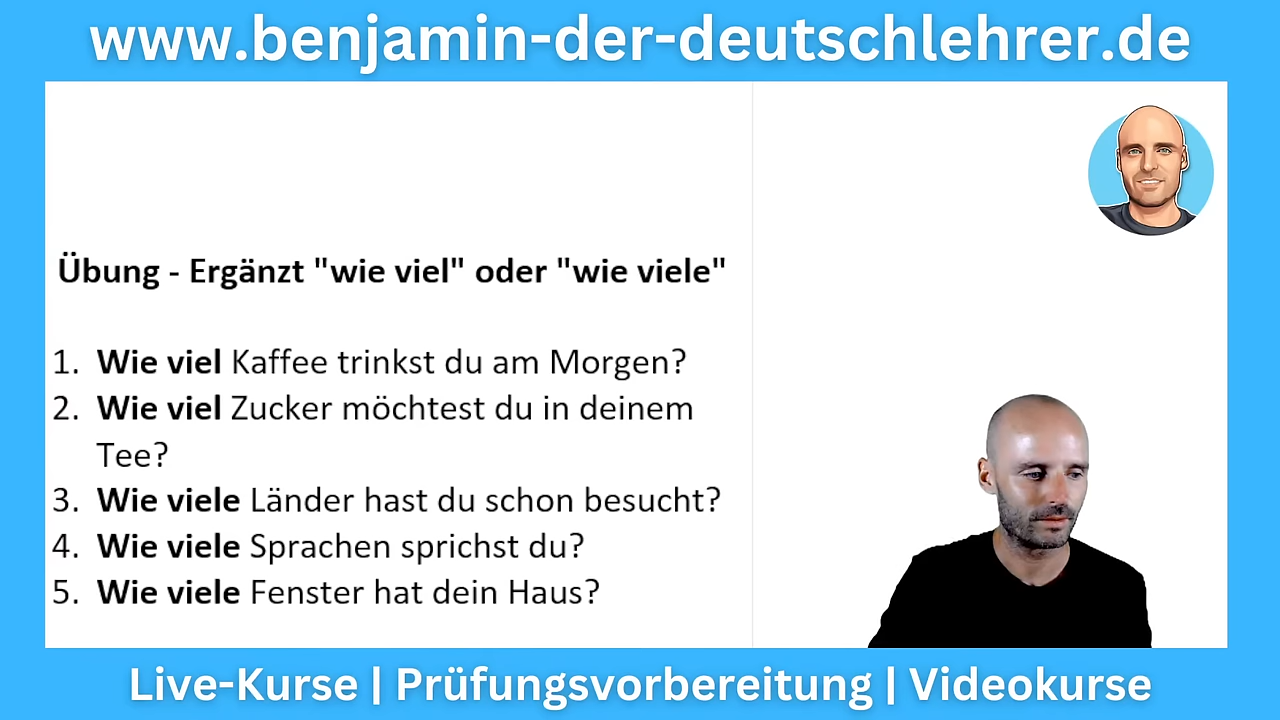 www.benjamin-der-deutschlehrer.de
Übung - Ergänzt "wie viel" oder "wie viele"
1. Wie viel Kaffee trinkst du am Morgen?
2. Wie viel Zucker möchtest du in deinem
Tee?
3. Wie viele Länder hast du schon besucht?
4. Wie viele Sprachen sprichst du?
5. Wie viele Fenster hat dein Haus?
Live-Kurse | Prüfungsvorbereitung | Videokurse